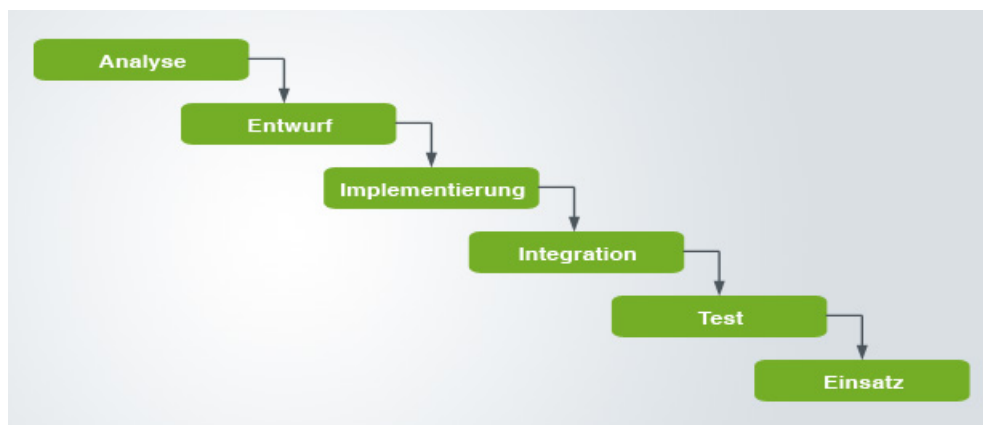 Analyse
Entwurf
Implementierung
Integration
Test
Einsatz